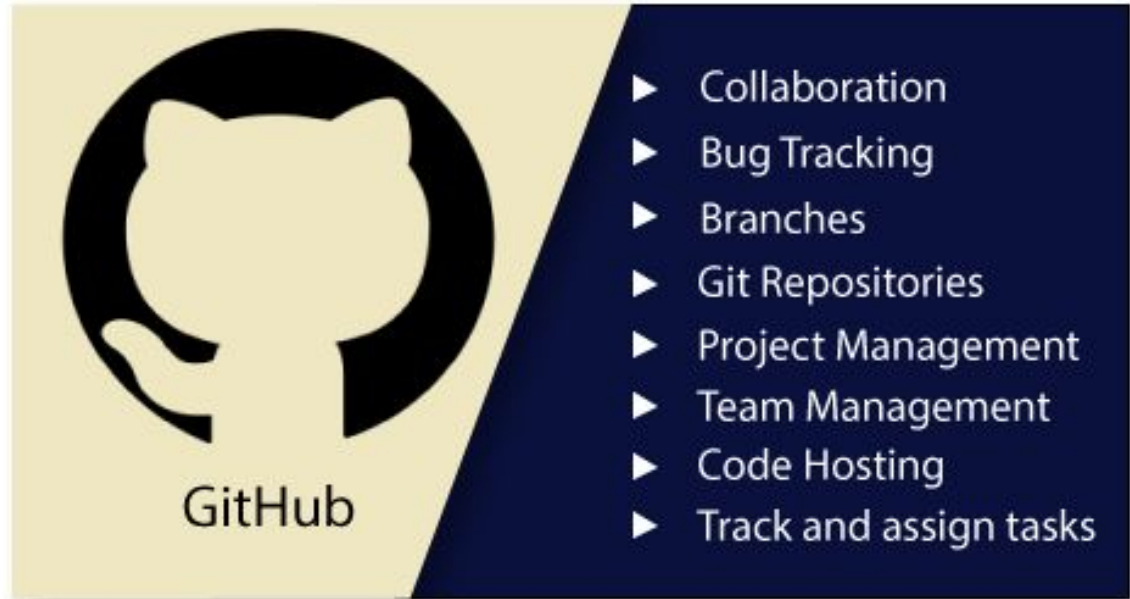 GitHub
Collaboration
Bug Tracking
Branches
Git Repositories
Project Management
Team Management
Code Hosting
Track and assign tasks